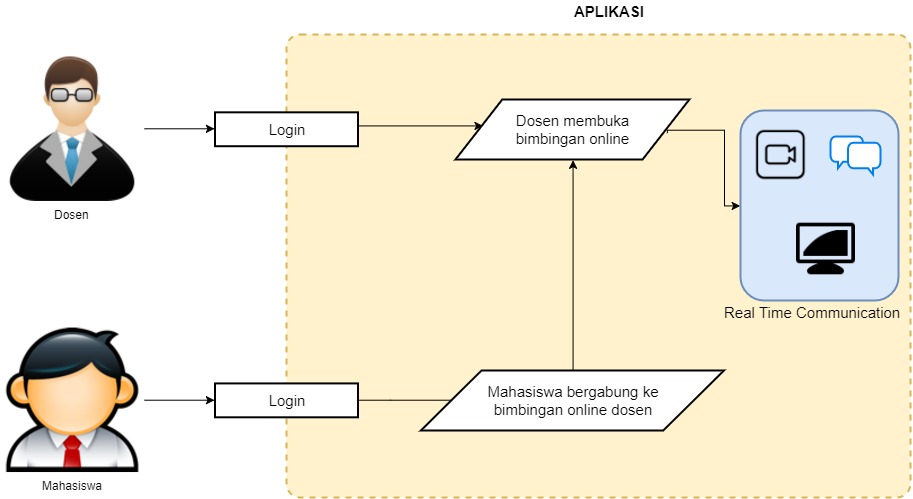 APLIKASI
Login
Dosen membuka
bimbingan online
Dosen
Real Time Communication
Login
Mahasiswa bergabung ke
bimbingan online dosen
Mahasiswa